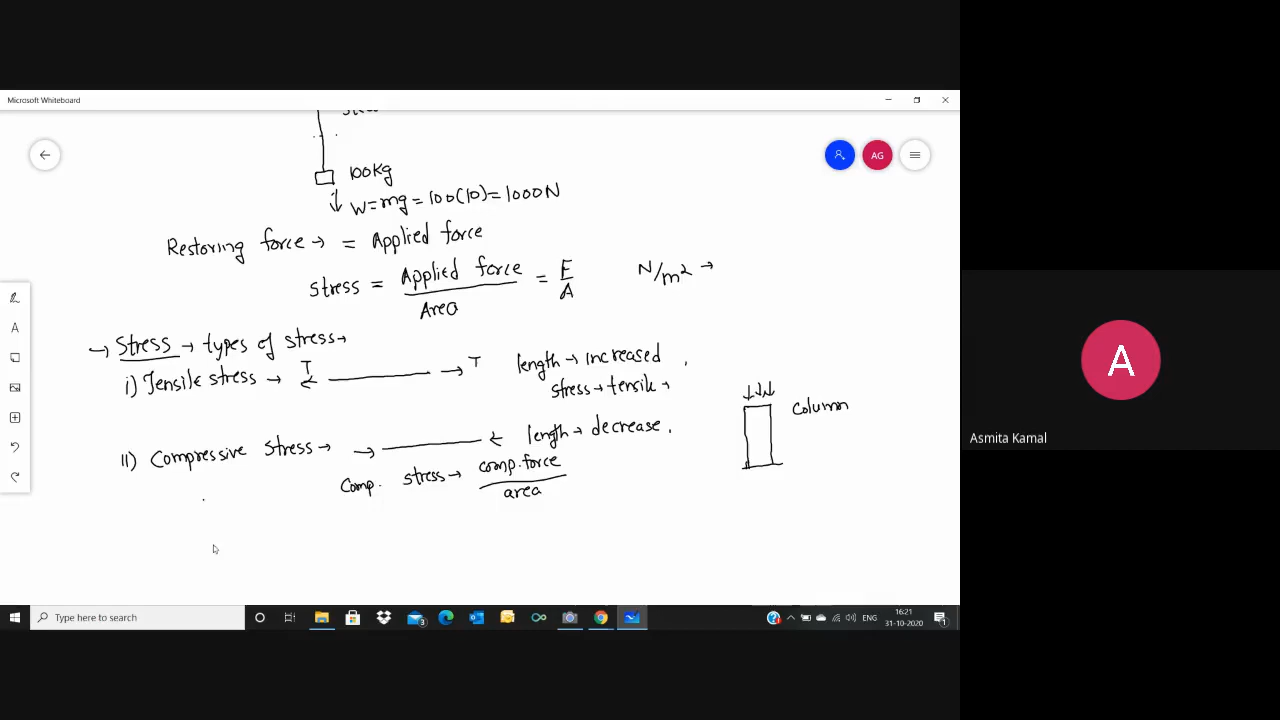 Microsoft Whiteboard
100Kg
W=mg=100(10)=1000N
Restoring force → = Applied force
Stress = Applied force / Area = F/A N/m² →
→ Stress → types of stress →
i) Tensile stress → T ← → T length → increased
stress → tensile →
II) Compressive Stress → → ← length → decrease.
Comp. stress → comp. force / area
column
AG
A
A
Asmita Kamal
Type here to search
3
ENG
16:21
31-10-2020
1